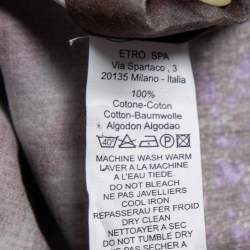 ETRO SPA
Via Spartaco , 3
20135 Milano - Italia
100%
Cotone-Coton
Cotton-Baumwolle
Algodon Algodao
40
MACHINE WASH WARM
LAVER A LA MACHINE
A L'EAU TIEDE.
DO NOT BLEACH
NE PAS JAVELLIERS
COOL IRON
REPASSERAU FER FROID
DRY CLEAN
NETTOYER A SEC
DO NOT TUMBLE DRY